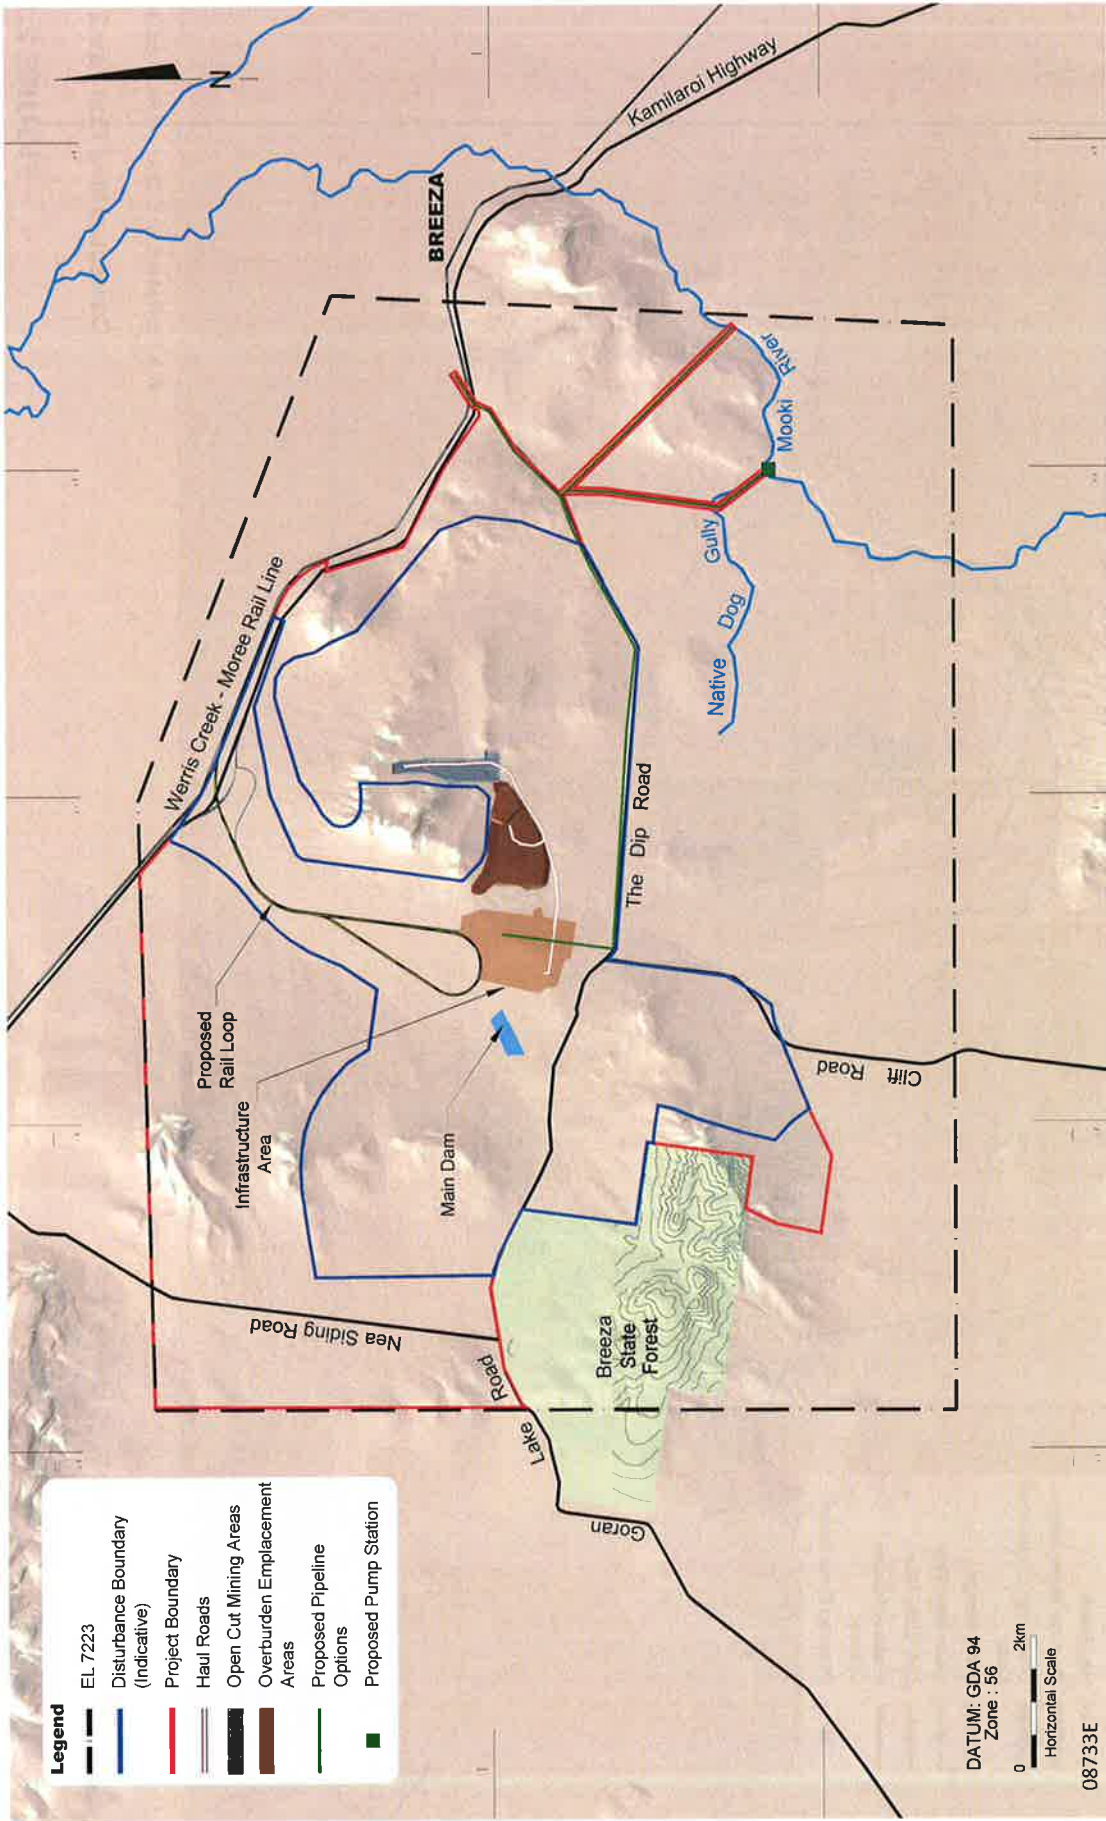 N
Kamilaroi Highway
BREEZA
Werris Creek - Moree Rail Line
Mooki
River
Native
Dog
Gully
The Dip Road
Proposed
Rail Loop
Infrastructure
Area
Main Dam
Clift
Road
Nea Siding Road
Breeza
State
Forest
Goran
Lake
Road
Legend
EL 7223
Disturbance Boundary
(Indicative)
Project Boundary
Haul Roads
Open Cut Mining Areas
Overburden Emplacement
Areas
Proposed Pipeline
Options
Proposed Pump Station
DATUM: GDA 94
Zone : 56
0 2km
Horizontal Scale
08733E